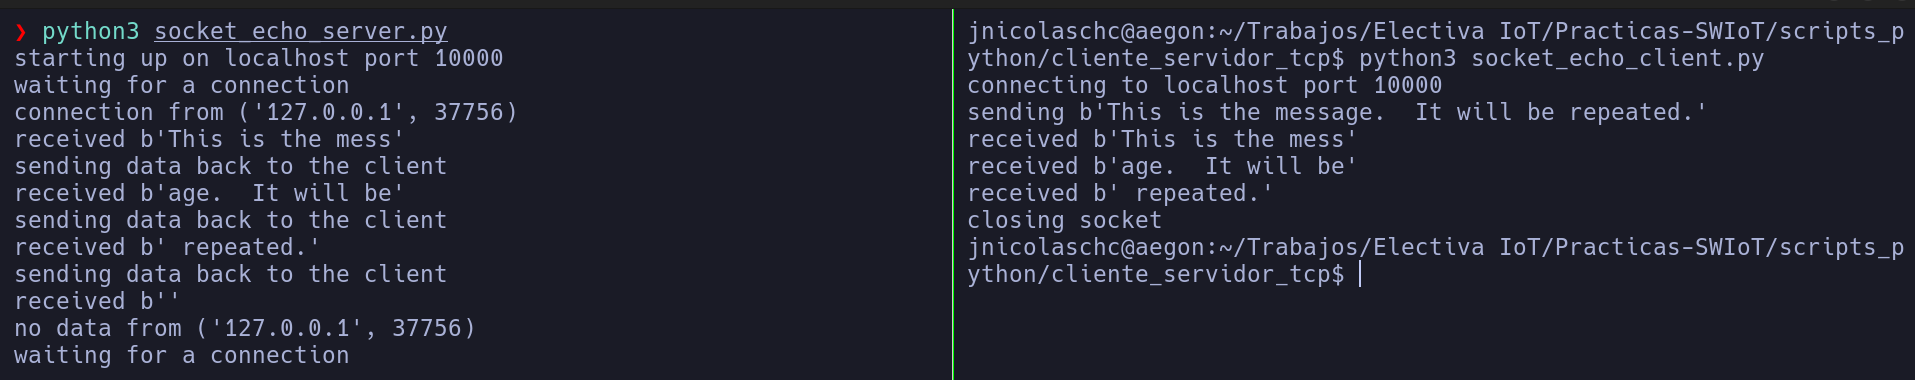 ❯ python3 socket_echo_server.py
starting up on localhost port 10000
waiting for a connection
connection from ('127.0.0.1', 37756)
received b'This is the mess'
sending data back to the client
received b'age.  It will be'
sending data back to the client
received b' repeated.'
sending data back to the client
received b''
no data from ('127.0.0.1', 37756)
waiting for a connection
jnicolaschc@aegon:~/Trabajos/Electiva IoT/Practicas-SWIoT/scripts_p
ython/cliente_servidor_tcp$ python3 socket_echo_client.py
connecting to localhost port 10000
sending b'This is the message.  It will be repeated.'
received b'This is the mess'
received b'age.  It will be'
received b' repeated.'
closing socket
jnicolaschc@aegon:~/Trabajos/Electiva IoT/Practicas-SWIoT/scripts_p
ython/cliente_servidor_tcp$